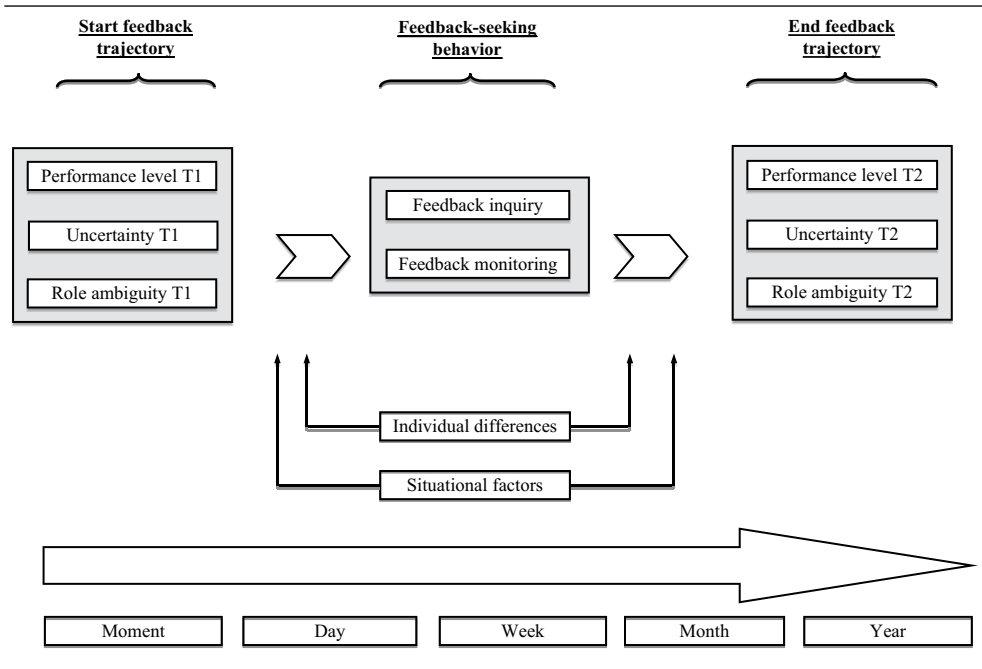 Start feedback
trajectory
Feedback-seeking
behavior
End feedback
trajectory
Performance level T1
Uncertainty T1
Role ambiguity T1
Feedback inquiry
Feedback monitoring
Performance level T2
Uncertainty T2
Role ambiguity T2
Individual differences
Situational factors
Moment
Day
Week
Month
Year